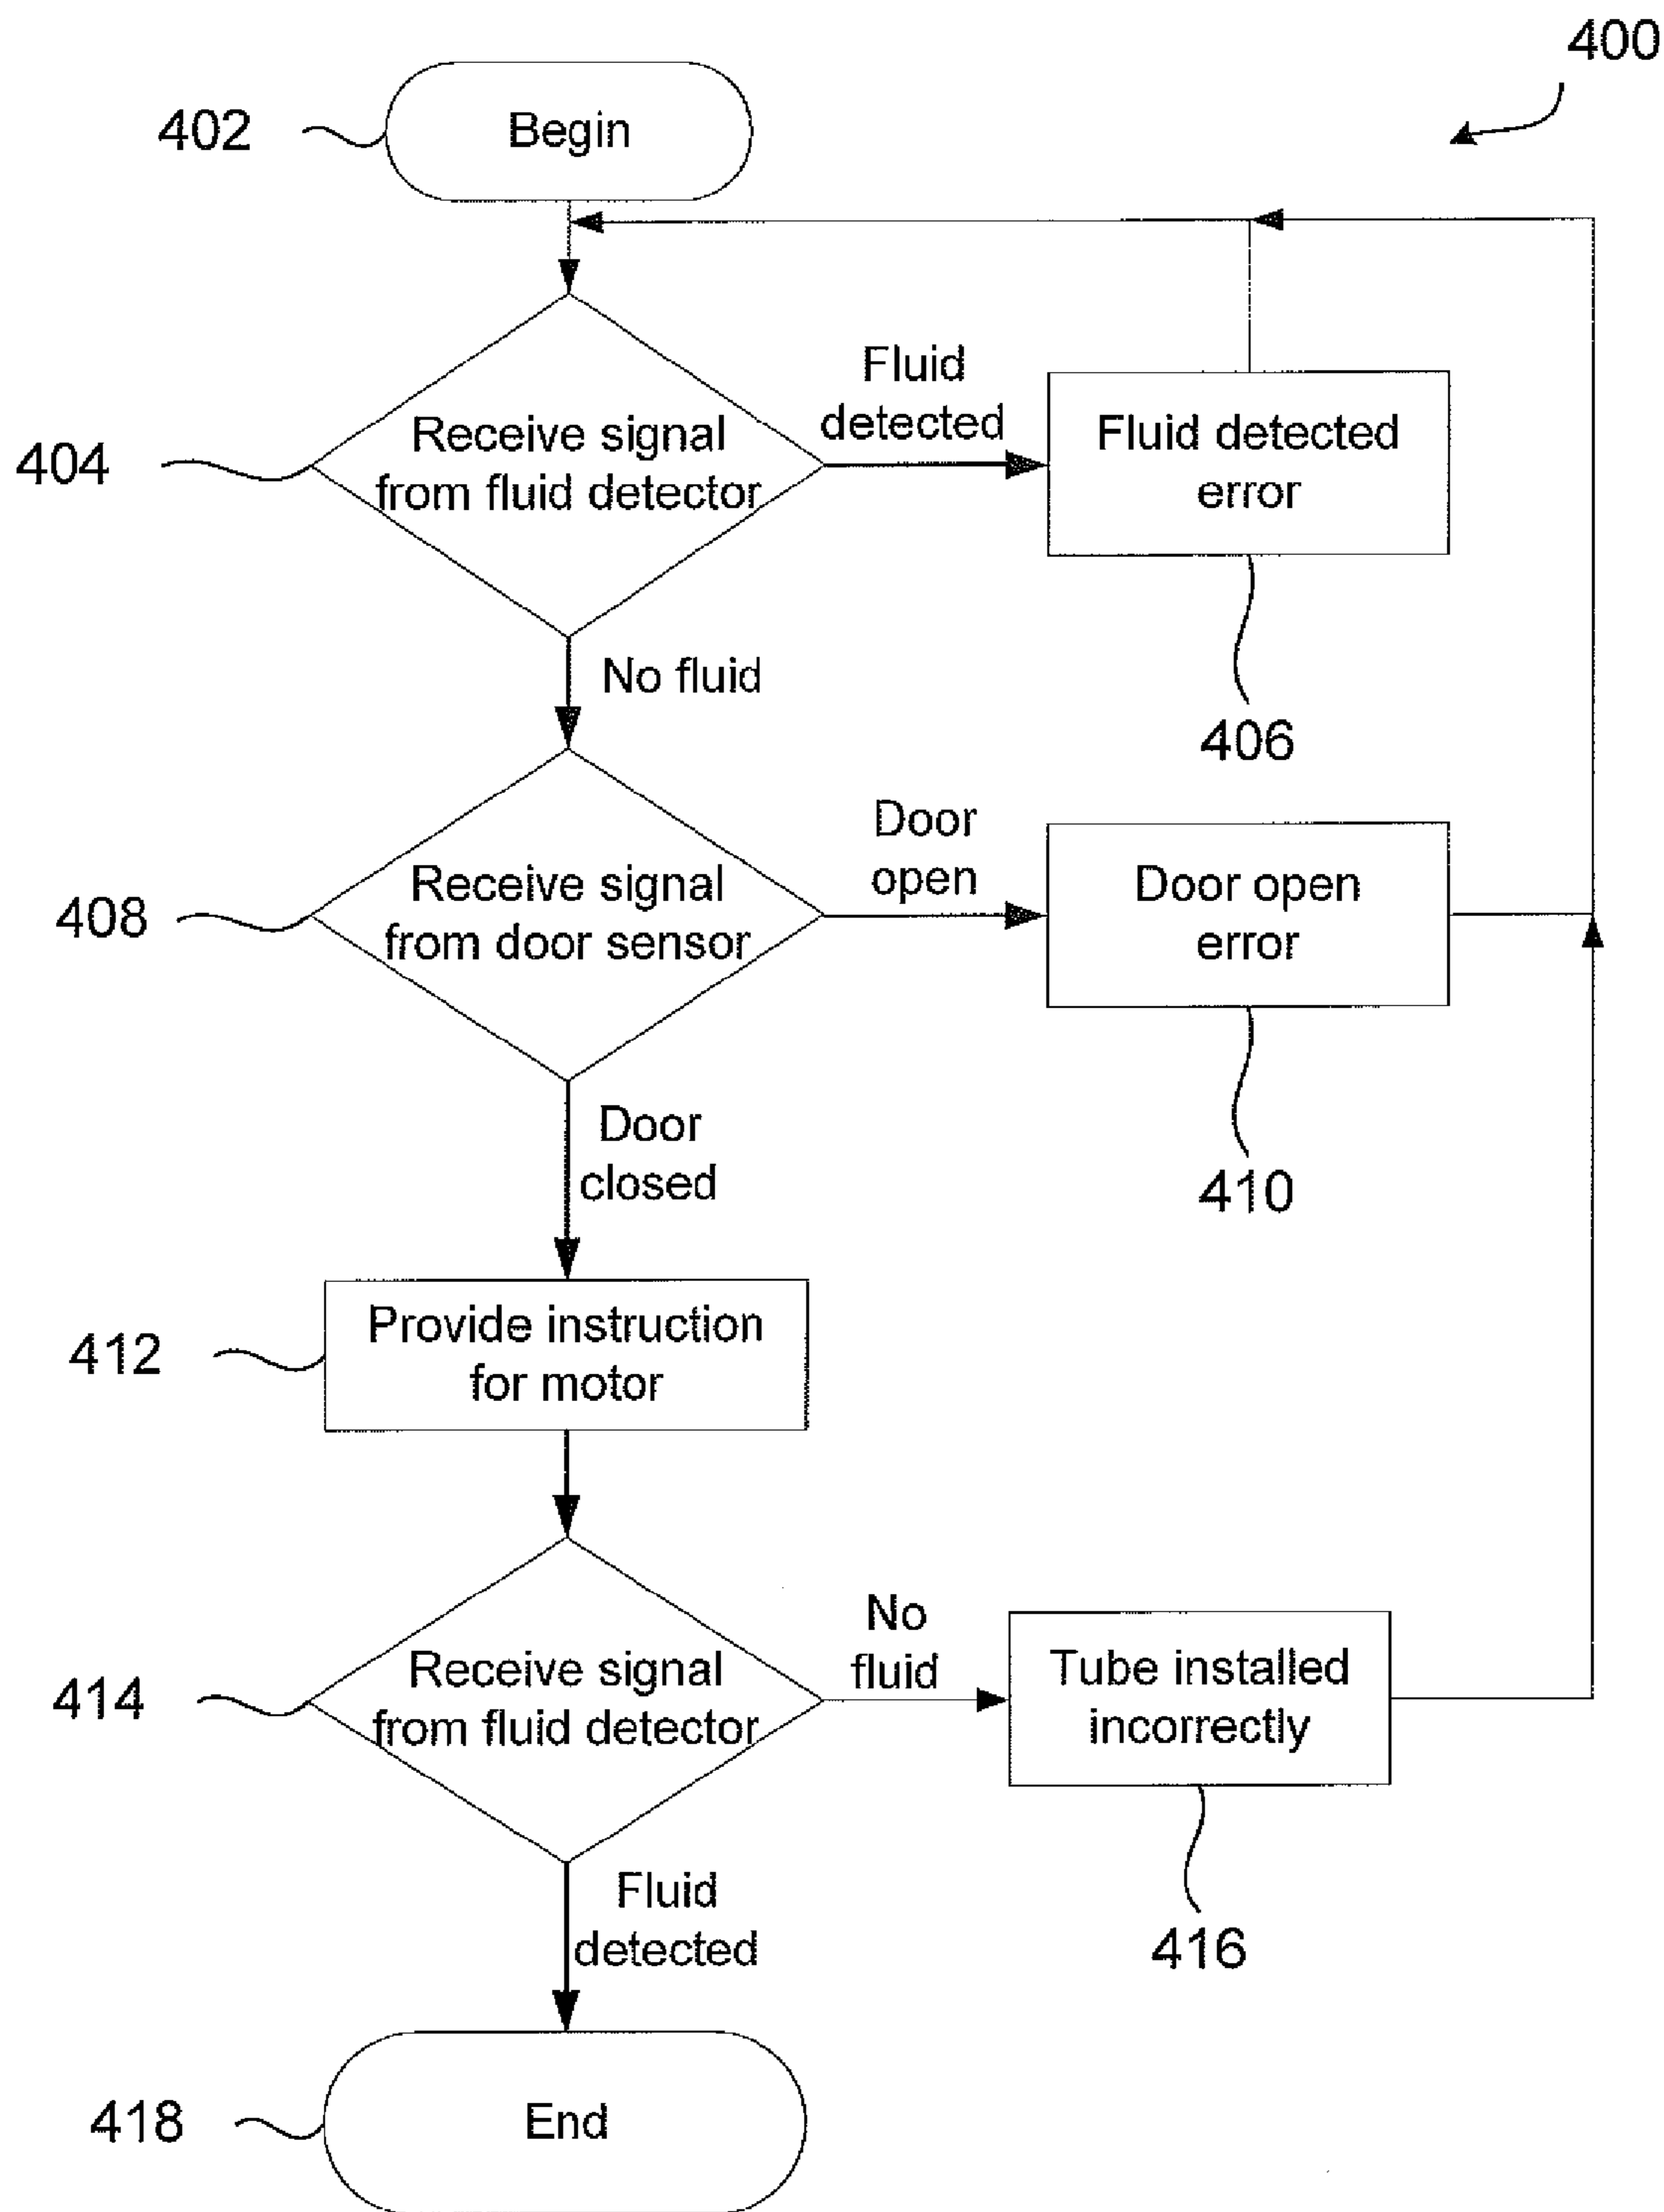 400
402
Begin
404
Receive signal
from fluid detector
Fluid
detected
Fluid detected
error
406
No fluid
408
Receive signal
from door sensor
Door
open
Door open
error
410
Door
closed
412
Provide instruction
for motor
414
Receive signal
from fluid detector
No
fluid
Tube installed
incorrectly
416
Fluid
detected
418
End